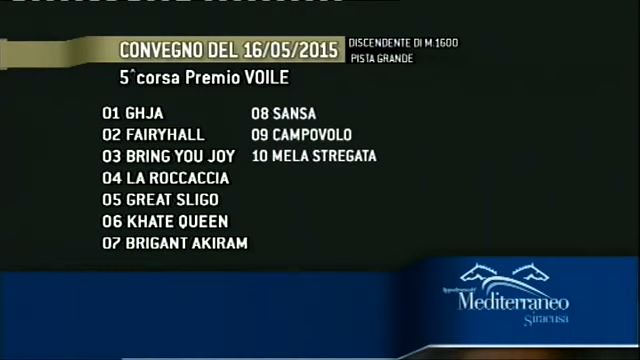 CONVEGNO DEL 16/05/2015
DISCENDENTE DI M.1600
PISTA GRANDE
5^corsa Premio VOILE
01 GHJA
02 FAIRYHALL
03 BRING YOU JOY
04 LA ROCCACCIA
05 GREAT SLIGO
06 KHATE QUEEN
07 BRIGANT AKIRAM
08 SANSA
09 CAMPOVOLO
10 MELA STREGATA
Mediterraneo
Siracusa